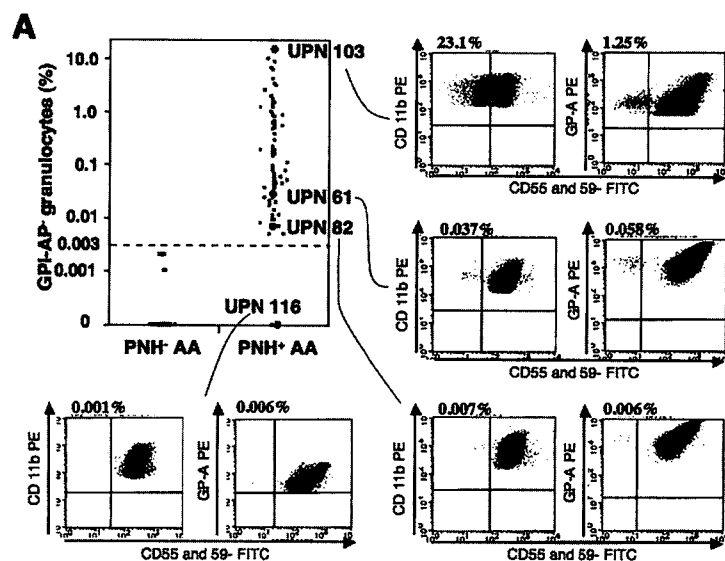 A
GPI-AP- granulocytes (%)
10.0
1.0
0.1
0.01
0.003
0.001
0
PNH- AA
PNH+ AA
UPN 103
UPN 61
UPN 82
UPN 116
23.1%
CD 11b PE
1.25%
GP-A PE
CD55 and 59- FITC
0.037%
CD 11b PE
0.058%
GP-A PE
CD55 and 59- FITC
0.001%
CD 11b PE
0.006%
GP-A PE
CD55 and 59- FITC
0.007%
CD 11b PE
0.006%
GP-A PE
CD55 and 59- FITC